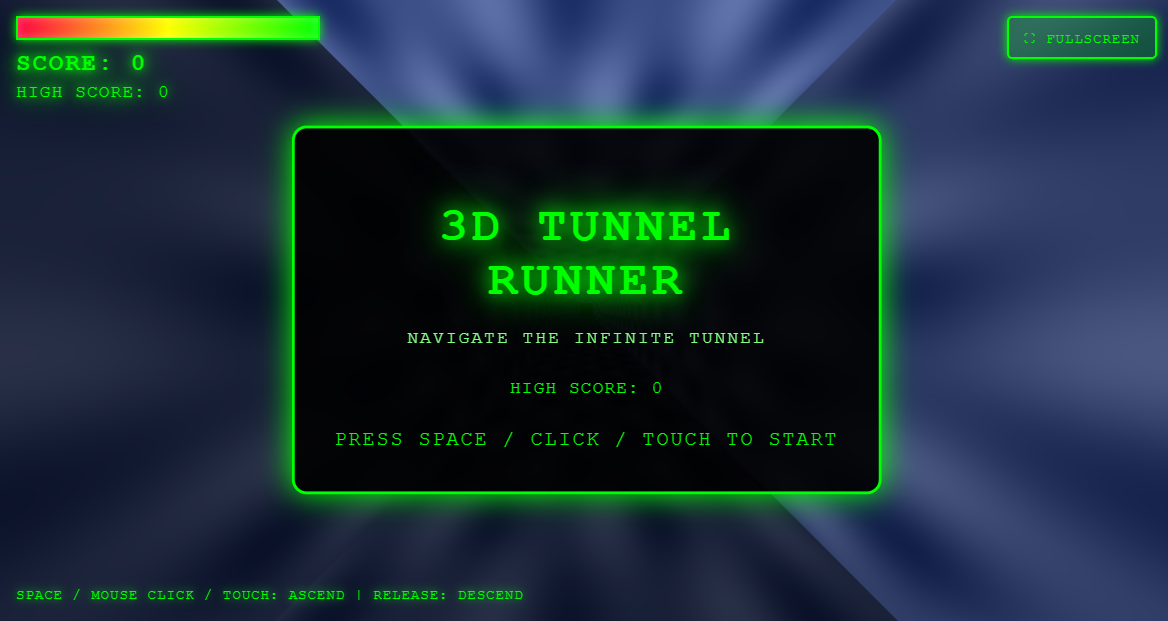 SCORE: 0
HIGH SCORE: 0
⛶ FULLSCREEN
3D TUNNEL
RUNNER
NAVIGATE THE INFINITE TUNNEL
HIGH SCORE: 0
PRESS SPACE / CLICK / TOUCH TO START
SPACE / MOUSE CLICK / TOUCH: ASCEND | RELEASE: DESCEND